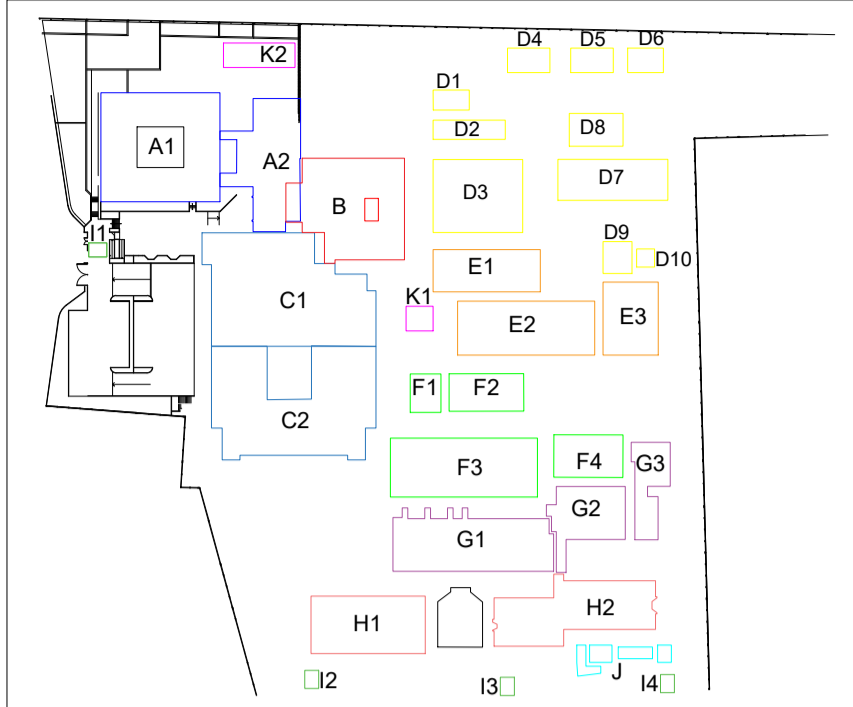 D4 D5 D6
K2
D1
D2 D8
A1 A2
D3 D7
B
I1 D9
E1 D10
C1 K1
E2 E3
F1 F2
C2
F3 F4 G3
G1 G2
H1 H2
J
I2 I3 I4